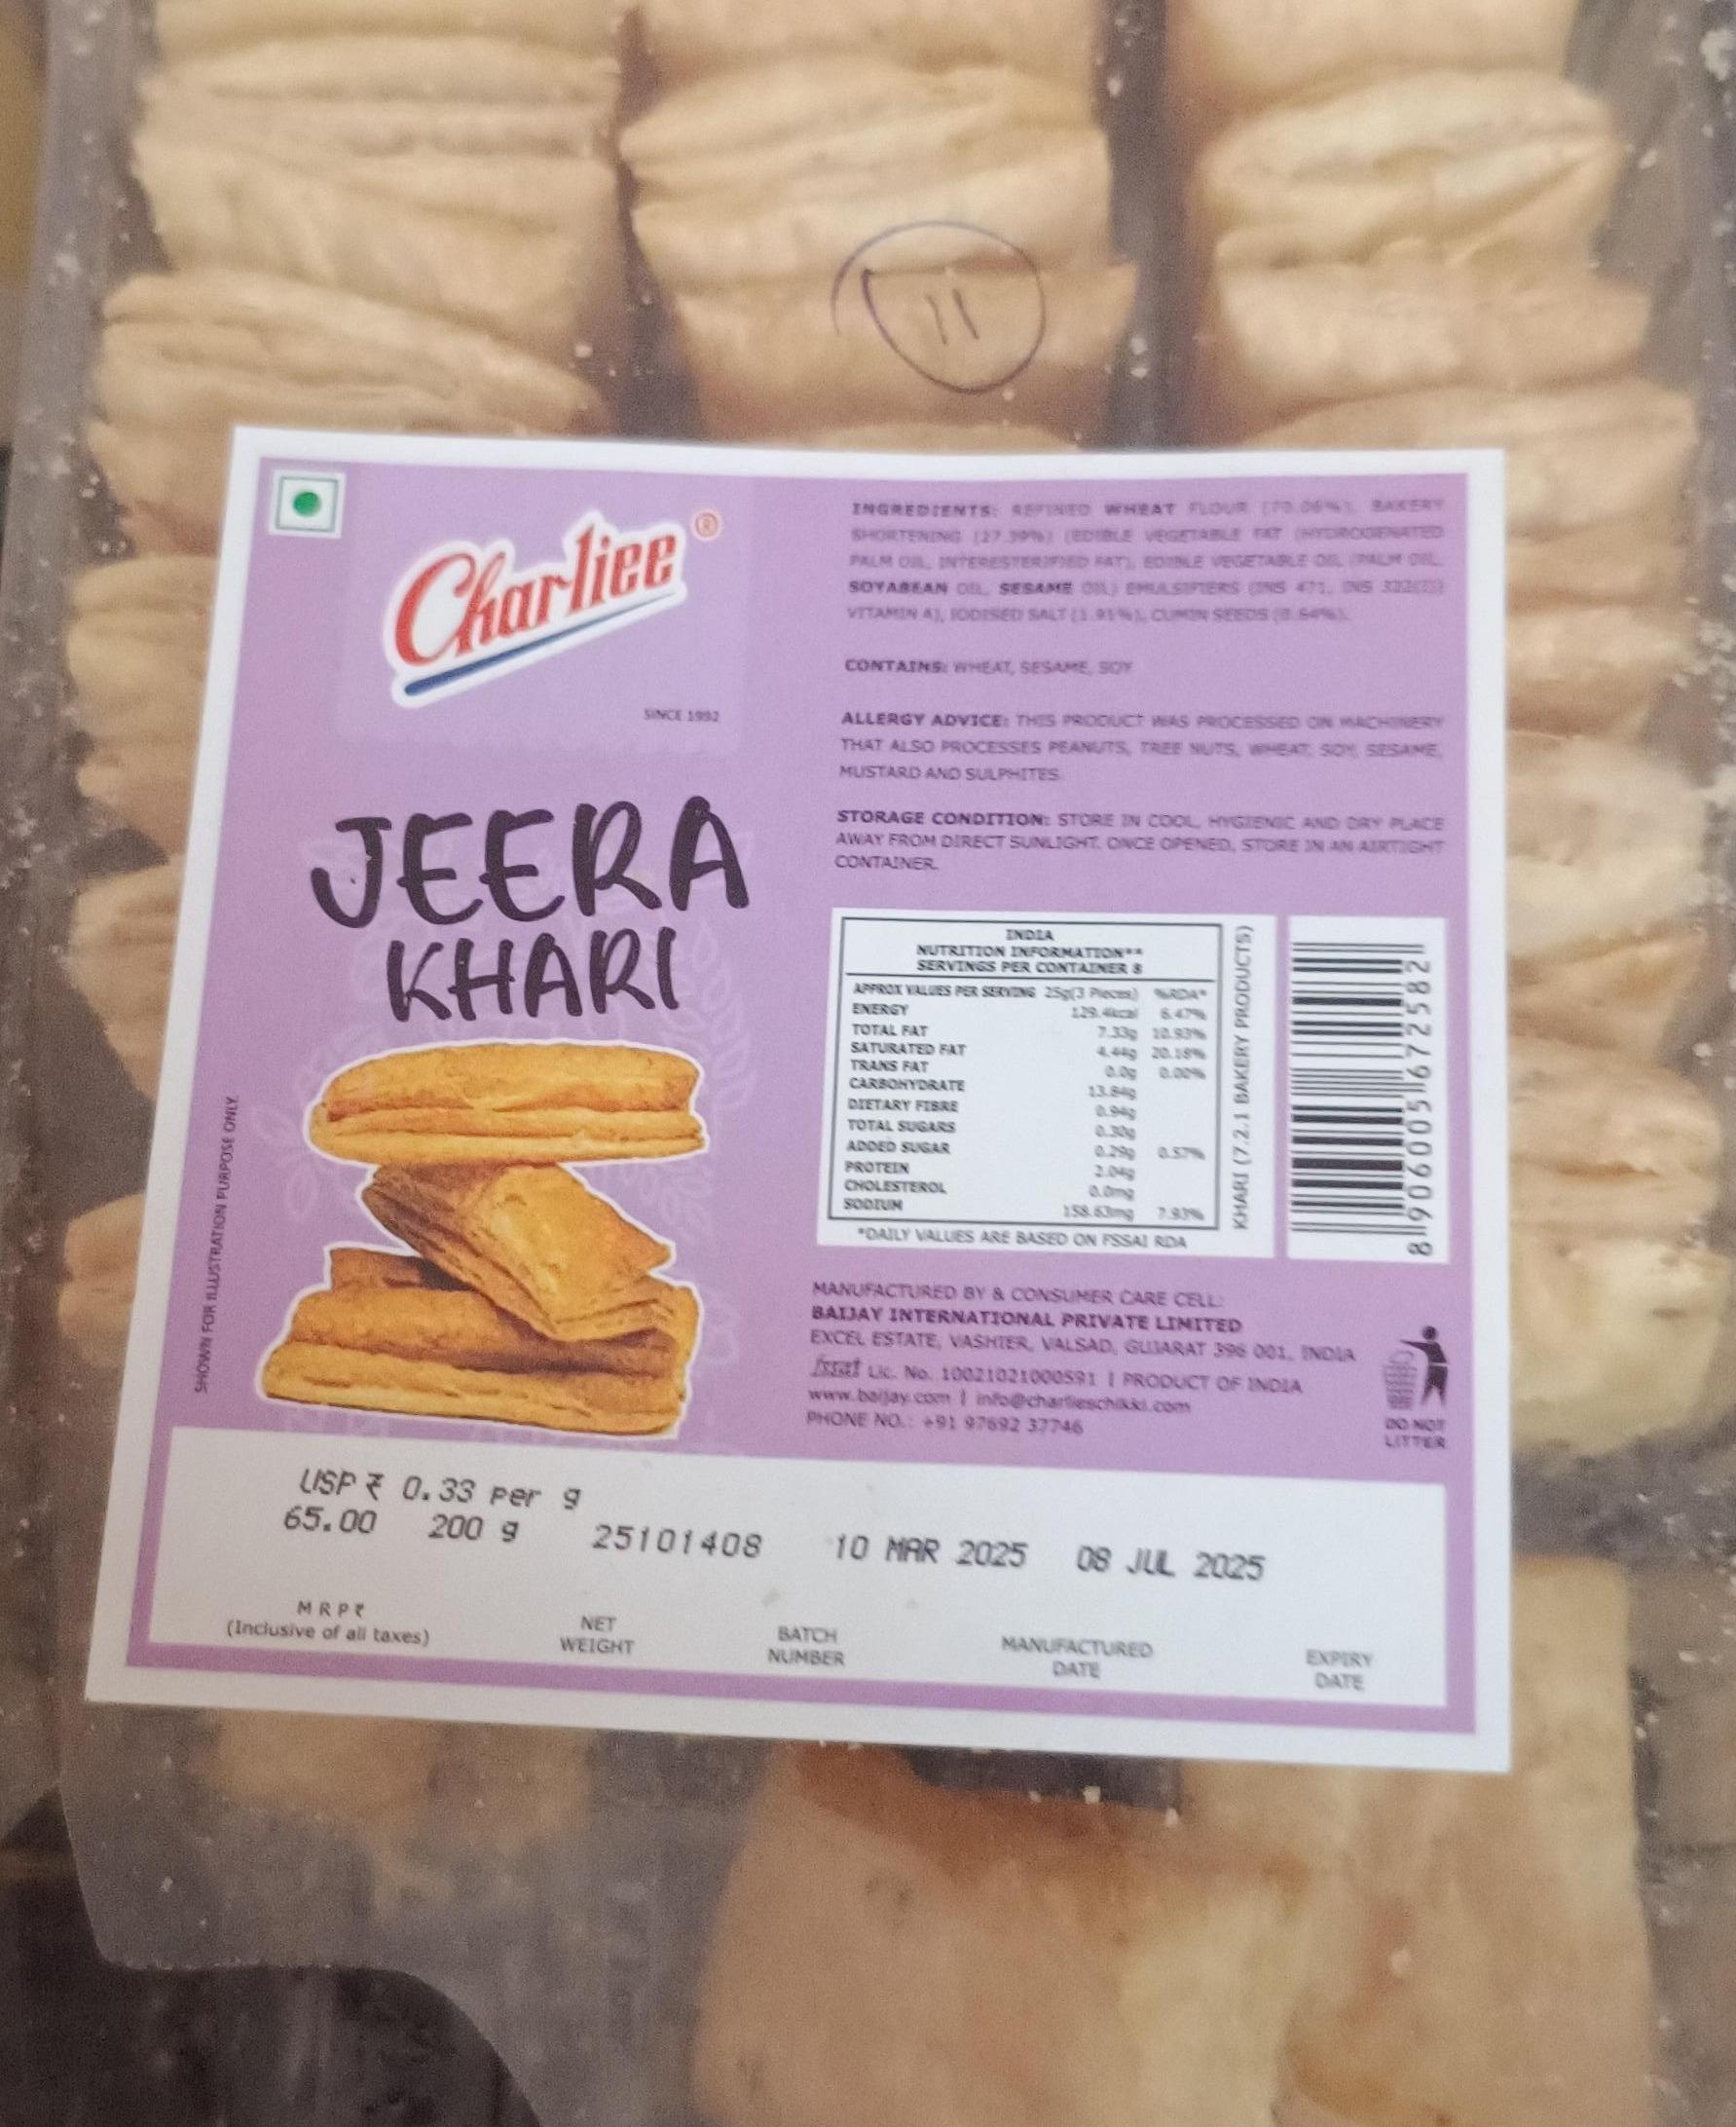 11
Charliee ®
SINCE 1992
JEERA
KHARI
SHOWN FOR ILLUSTRATION PURPOSE ONLY.
INGREDIENTS: REFINED WHEAT FLOUR (70.06%), BAKERY
SHORTENING (27.39%) (EDIBLE VEGETABLE FAT (HYDROGENATED
PALM OIL, INTERESTERIFIED FAT), EDIBLE VEGETABLE OIL (PALM OIL,
SOYABEAN OIL, SESAME OIL) EMULSIFIERS (INS 471, INS
VITAMIN A), IODISED SALT (1.91%), CUMIN SEEDS (0.64%).
CONTAINS: WHEAT, SESAME, SOY
ALLERGY ADVICE: THIS PRODUCT WAS PROCESSED ON MACHINERY
THAT ALSO PROCESSES PEANUTS, TREE NUTS, WHEAT, SOY, SESAME,
MUSTARD AND SULPHITES.
STORAGE CONDITION: STORE IN COOL, HYGIENIC AND DRY PLACE
AWAY FROM DIRECT SUNLIGHT. ONCE OPENED, STORE IN AN AIRTIGHT
CONTAINER.
INDIA
NUTRITION INFORMATION**
SERVINGS PER CONTAINER 8
APPROX VALUES PER SERVING 25g(3 Pieces) %RDA*
ENERGY 129.4kcal 6.47%
TOTAL FAT 7.33g 10.93%
SATURATED FAT 4.44g 20.18%
TRANS FAT 0.0g 0.00%
CARBOHYDRATE 13.84g
DIETARY FIBRE 0.94g
TOTAL SUGARS 0.30g
ADDED SUGAR 0.29g 0.57%
PROTEIN 2.04g
CHOLESTEROL 0.0mg
SODIUM 158.63mg 7.93%
*DAILY VALUES ARE BASED ON FSSAI RDA
KHARI (7.2.1 BAKERY PRODUCTS)
8 906005 672582
MANUFACTURED BY & CONSUMER CARE CELL:
BAIJAY INTERNATIONAL PRIVATE LIMITED
EXCEL ESTATE, VASHIER, VALSAD, GUJARAT 396 001, INDIA
fssai Lic. No. 10021021000591 | PRODUCT OF INDIA
www.baijay.com | info@charlieschikki.com
PHONE NO.: +91 97692 37746
DO NOT
LITTER
USP ₹ 0.33 per g
65.00 200 g 25101408 10 MAR 2025 08 JUL 2025
MRP₹ NET BATCH MANUFACTURED EXPIRY
(Inclusive of all taxes) WEIGHT NUMBER DATE DATE